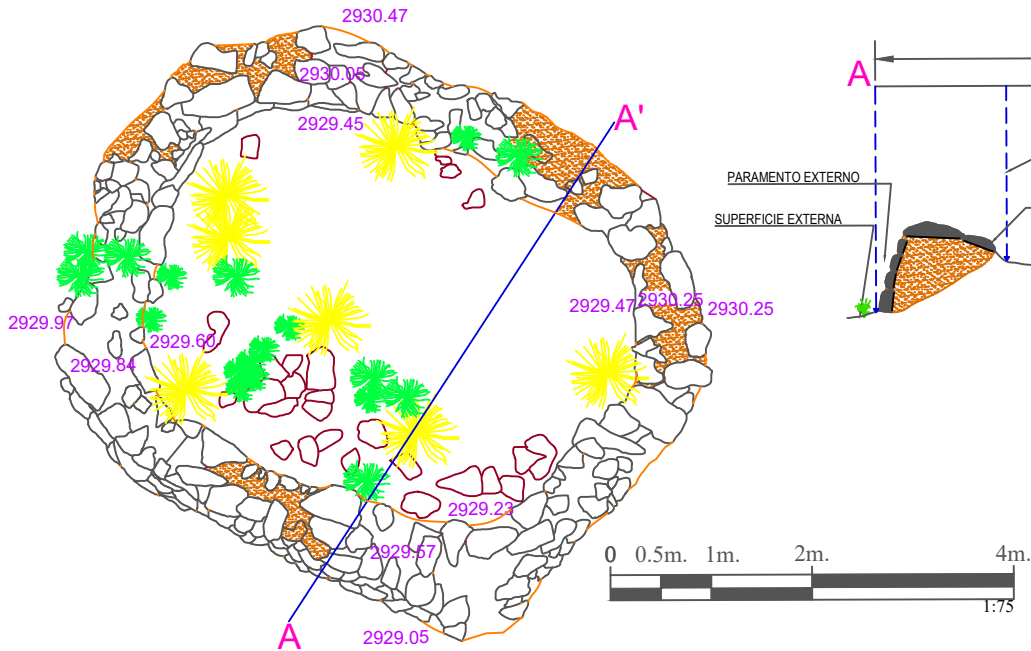 2930.47
2930.05
2929.45
A'
A
PARAMENTO EXTERNO
SUPERFICIE EXTERNA
2929.47
2930.25
2930.25
2929.97
2929.60
2929.84
2929.23
2929.57
0 0.5m. 1m. 2m. 4m.
1:75
A
2929.05